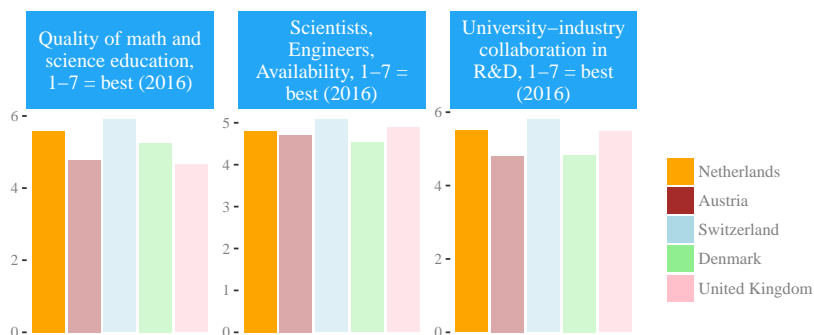 Quality of math and
science education,
1–7 = best (2016)
Scientists,
Engineers,
Availability, 1–7 =
best (2016)
University–industry
collaboration in
R&D, 1–7 = best
(2016)
6
4
2
0
5
4
3
2
1
0
6
4
2
0
Netherlands
Austria
Switzerland
Denmark
United Kingdom